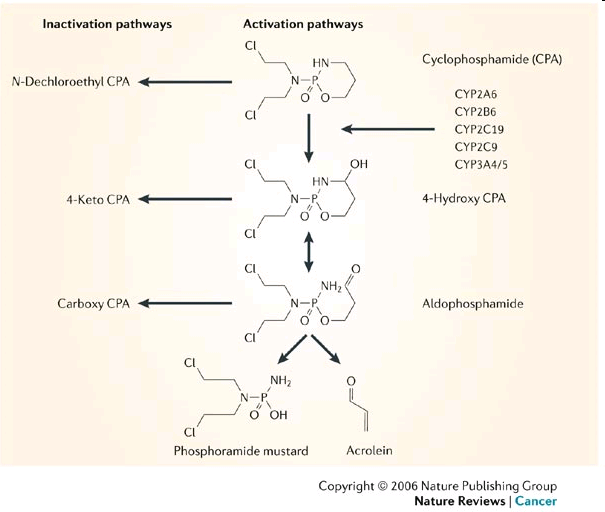 Inactivation pathways
Activation pathways
Cl
HN
N
P
O
O
Cl
Cyclophosphamide (CPA)
N-Dechloroethyl CPA
CYP2A6
CYP2B6
CYP2C19
CYP2C9
CYP3A4/5
Cl
OH
HN
N
P
O
O
Cl
4-Keto CPA
4-Hydroxy CPA
Cl
O
NH2
N
P
O
O
Cl
Carboxy CPA
Aldophosphamide
Cl
NH2
N
P
O
OH
Cl
O
Phosphoramide mustard
Acrolein
Copyright © 2006 Nature Publishing Group
Nature Reviews | Cancer